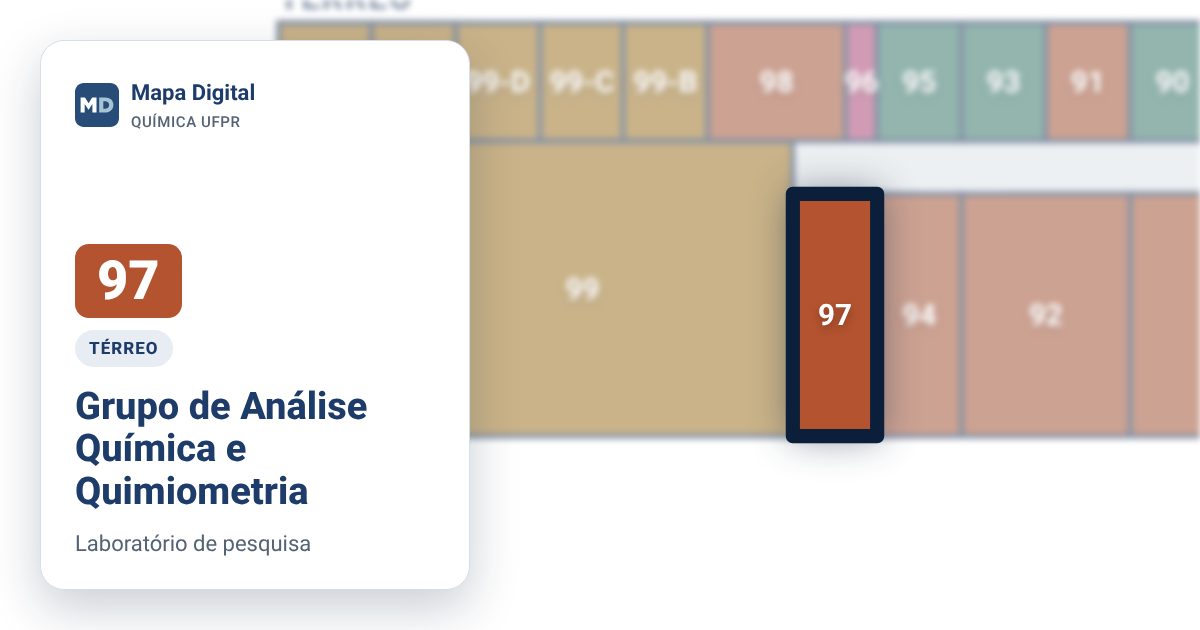 MD
Mapa Digital
QUÍMICA UFPR
97
TÉRREO
Grupo de Análise
Química e
Quimiometria
Laboratório de pesquisa
99-D 99-C 99-B 98 96 95 93 91 90
99
97 94 92